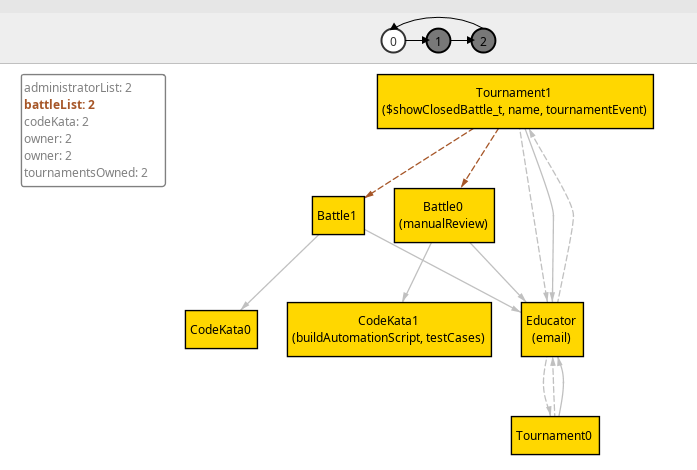 0 1 2
administratorList: 2
battleList: 2
codeKata: 2
owner: 2
owner: 2
tournamentsOwned: 2
Tournament1
($showClosedBattle_t, name, tournamentEvent)
Battle1
Battle0
(manualReview)
CodeKata0
CodeKata1
(buildAutomationScript, testCases)
Educator
(email)
Tournament0